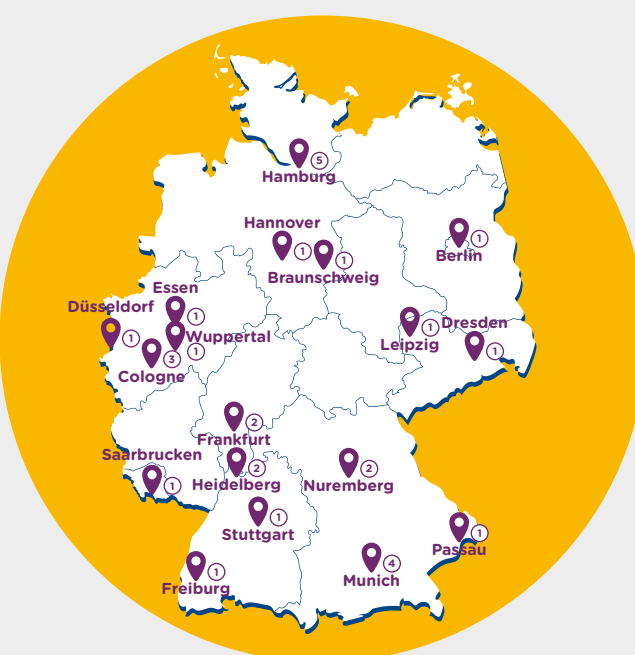 5
Hamburg
Hannover
1
1
Braunschweig
1
Berlin
Essen
1
Düsseldorf
1
Wuppertal
1
3
Cologne
1
Leipzig
Dresden
1
2
Frankfurt
Saarbrucken
1
2
Heidelberg
2
Nuremberg
1
Stuttgart
1
Passau
1
Freiburg
4
Munich